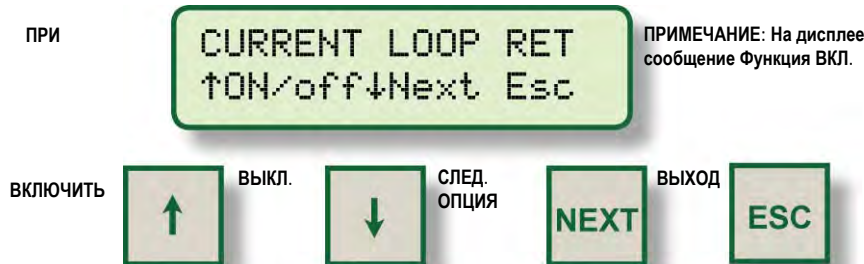 ПРИ
CURRENT LOOP RET
↑ON/off↓Next Esc
ПРИМЕЧАНИЕ: На дисплее
сообщение Функция ВКЛ.
ВКЛЮЧИТЬ
↑
ВЫКЛ.
↓
СЛЕД.
ОПЦИЯ
NEXT
ВЫХОД
ESC